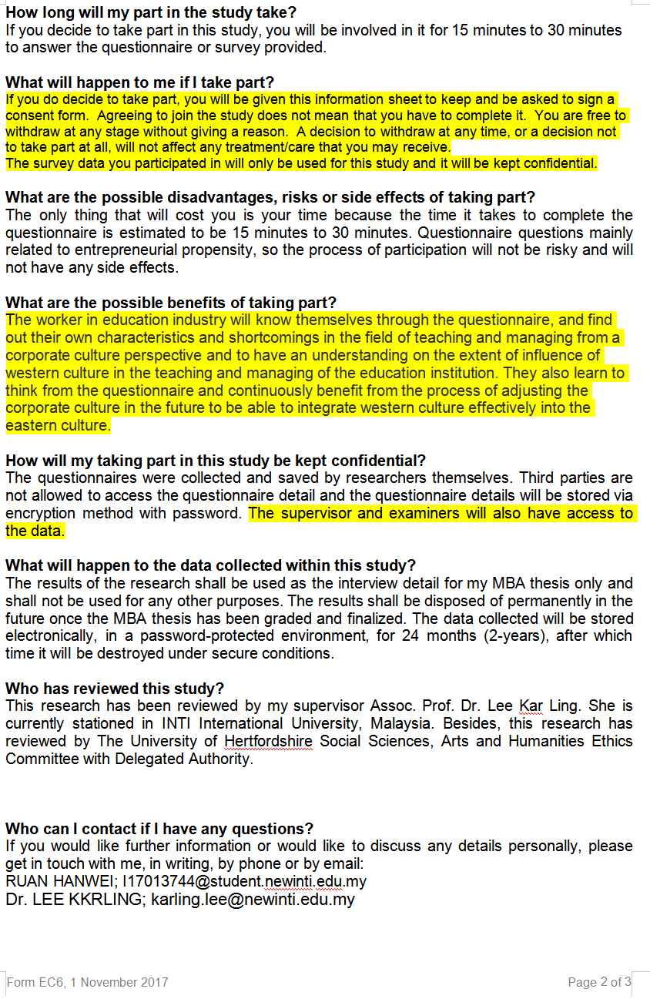 How long will my part in the study take?
If you decide to take part in this study, you will be involved in it for 15 minutes to 30 minutes
to answer the questionnaire or survey provided.
What will happen to me if I take part?
If you do decide to take part, you will be given this information sheet to keep and be asked to sign a
consent form.  Agreeing to join the study does not mean that you have to complete it.  You are free to
withdraw at any stage without giving a reason.  A decision to withdraw at any time, or a decision not
to take part at all, will not affect any treatment/care that you may receive.
The survey data you participated in will only be used for this study and it will be kept confidential.
What are the possible disadvantages, risks or side effects of taking part?
The only thing that will cost you is your time because the time it takes to complete the
questionnaire is estimated to be 15 minutes to 30 minutes. Questionnaire questions mainly
related to entrepreneurial propensity, so the process of participation will not be risky and will
not have any side effects.
What are the possible benefits of taking part?
The worker in education industry will know themselves through the questionnaire, and find
out their own characteristics and shortcomings in the field of teaching and managing from a
corporate culture perspective and to have an understanding on the extent of influence of
western culture in the teaching and managing of the education institution. They also learn to
think from the questionnaire and continuously benefit from the process of adjusting the
corporate culture in the future to be able to integrate western culture effectively into the
eastern culture.
How will my taking part in this study be kept confidential?
The questionnaires were collected and saved by researchers themselves. Third parties are
not allowed to access the questionnaire detail and the questionnaire details will be stored via
encryption method with password. The supervisor and examiners will also have access to
the data.
What will happen to the data collected within this study?
The results of the research shall be used as the interview detail for my MBA thesis only and
shall not be used for any other purposes. The results shall be disposed of permanently in the
future once the MBA thesis has been graded and finalized. The data collected will be stored
electronically, in a password-protected environment, for 24 months (2-years), after which
time it will be destroyed under secure conditions.
Who has reviewed this study?
This research has been reviewed by my supervisor Assoc. Prof. Dr. Lee Kar Ling. She is
currently stationed in INTI International University, Malaysia. Besides, this research has
reviewed by The University of Hertfordshire Social Sciences, Arts and Humanities Ethics
Committee with Delegated Authority.
Who can I contact if I have any questions?
If you would like further information or would like to discuss any details personally, please
get in touch with me, in writing, by phone or by email:
RUAN HANWEI; I17013744@student.newinti.edu.my
Dr. LEE KKRLING; karling.lee@newinti.edu.my
Form EC6, 1 November 2017
Page 2 of 3